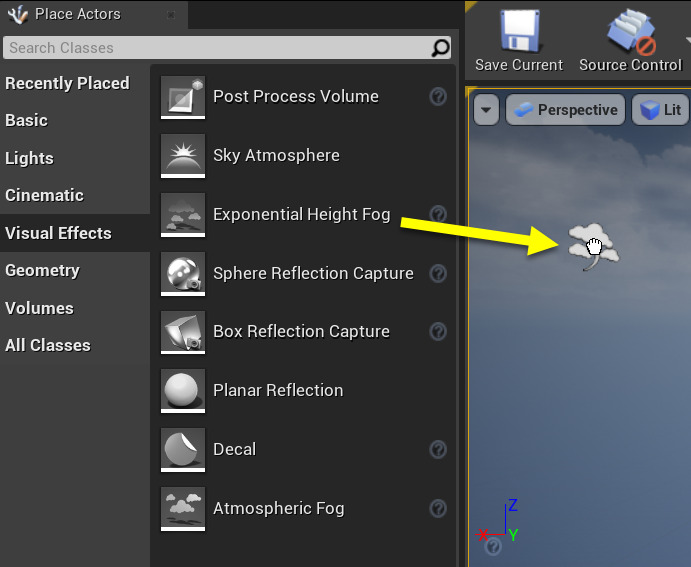 Place Actors
Search Classes
Recently Placed
Basic
Lights
Cinematic
Visual Effects
Geometry
Volumes
All Classes
Post Process Volume
Sky Atmosphere
Exponential Height Fog
Sphere Reflection Capture
Box Reflection Capture
Planar Reflection
Decal
Atmospheric Fog
Save Current
Source Control
Perspective
Lit
Z
X
Y